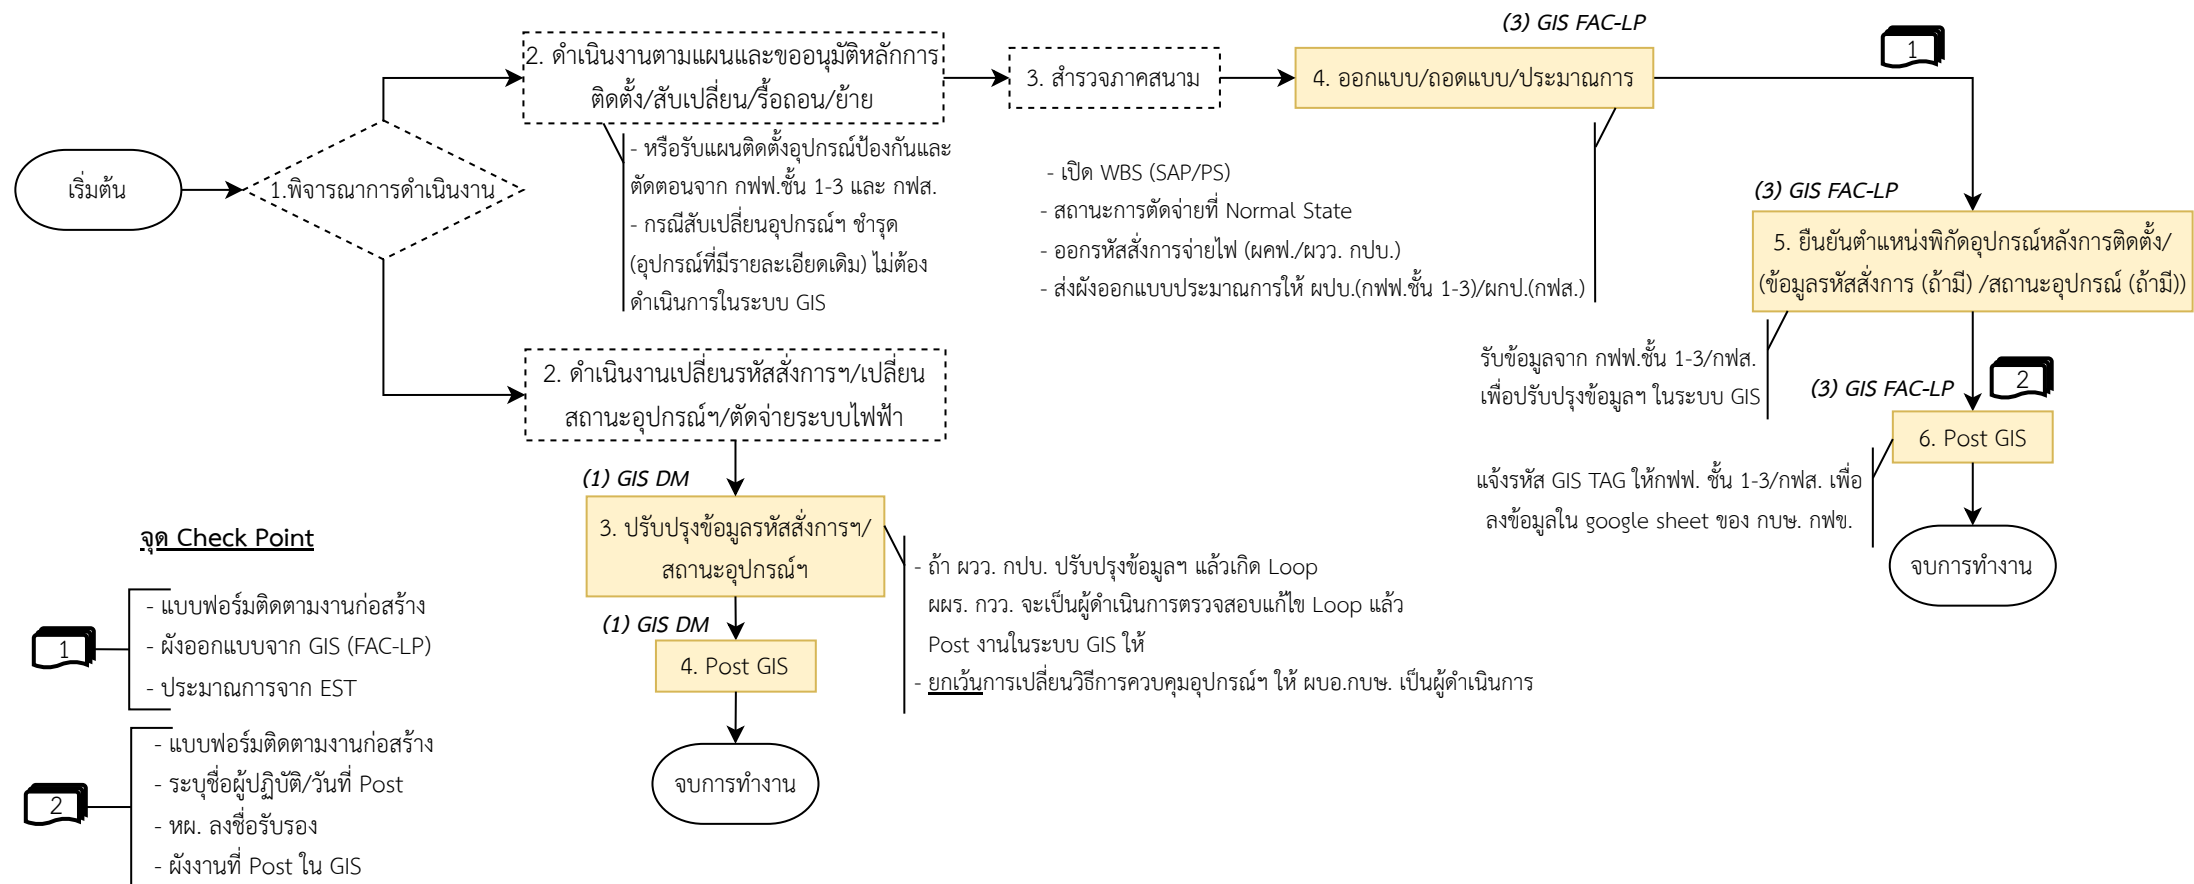 (3) GIS FAC-LP
1
2. ดำเนินงานตามแผนและขออนุมัติหลักการ
ติดตั้ง/สับเปลี่ยน/รื้อถอน/ย้าย
3. สำรวจภาคสนาม
4. ออกแบบ/ถอดแบบ/ประมาณการ
เริ่มต้น
1.พิจารณาการดำเนินงาน
- หรือรับแผนติดตั้งอุปกรณ์ป้องกันและ
ตัดตอนจาก กฟฟ.ชั้น 1-3 และ กฟส.
- กรณีสับเปลี่ยนอุปกรณ์ฯ ชำรุด
(อุปกรณ์ที่มีรายละเอียดเดิม) ไม่ต้อง
ดำเนินการในระบบ GIS
- เปิด WBS (SAP/PS)
- สถานะการตัดจ่ายที่ Normal State
- ออกรหัสสั่งการจ่ายไฟ (ผคฟ./ผวว. กปบ.)
- ส่งผังออกแบบประมาณการให้ ผปบ.(กฟฟ.ชั้น 1-3)/ผกป.(กฟส.)
(3) GIS FAC-LP
5. ยืนยันตำแหน่งพิกัดอุปกรณ์หลังการติดตั้ง/
(ข้อมูลรหัสสั่งการ (ถ้ามี) /สถานะอุปกรณ์ (ถ้ามี))
รับข้อมูลจาก กฟฟ.ชั้น 1-3/กฟส.
เพื่อปรับปรุงข้อมูลฯ ในระบบ GIS
2
(3) GIS FAC-LP
6. Post GIS
แจ้งรหัส GIS TAG ให้กฟฟ. ชั้น 1-3/กฟส. เพื่อ
ลงข้อมูลใน google sheet ของ กบษ. กฟข.
จบการทำงาน
2. ดำเนินงานเปลี่ยนรหัสสั่งการฯ/เปลี่ยน
สถานะอุปกรณ์ฯ/ตัดจ่ายระบบไฟฟ้า
(1) GIS DM
3. ปรับปรุงข้อมูลรหัสสั่งการฯ/
สถานะอุปกรณ์ฯ
- ถ้า ผวว. กปบ. ปรับปรุงข้อมูลฯ แล้วเกิด Loop
ผผร. กวว. จะเป็นผู้ดำเนินการตรวจสอบแก้ไข Loop แล้ว
Post งานในระบบ GIS ให้
- ยกเว้นการเปลี่ยนวิธีการควบคุมอุปกรณ์ฯ ให้ ผบอ.กบษ. เป็นผู้ดำเนินการ
(1) GIS DM
4. Post GIS
จบการทำงาน
จุด Check Point
1
- แบบฟอร์มติดตามงานก่อสร้าง
- ผังออกแบบจาก GIS (FAC-LP)
- ประมาณการจาก EST
2
- แบบฟอร์มติดตามงานก่อสร้าง
- ระบุชื่อผู้ปฏิบัติ/วันที่ Post
- หผ. ลงชื่อรับรอง
- ผังงานที่ Post ใน GIS